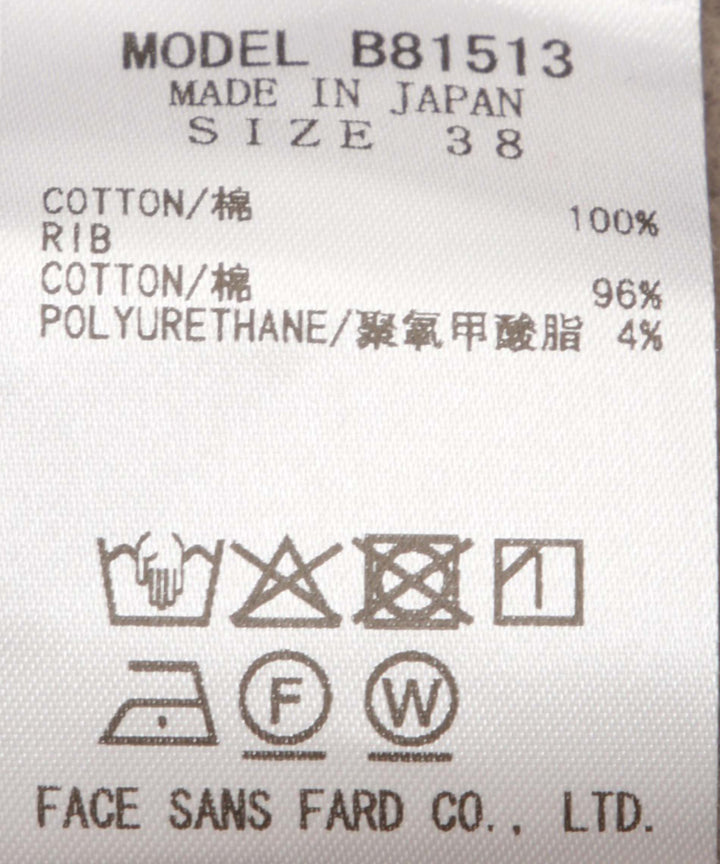 MODEL B81513
MADE IN JAPAN
SIZE 38
COTTON/棉 100%
RIB
COTTON/棉 96%
POLYURETHANE/聚氧甲酸脂 4%
F W
FACE SANS FARD CO., LTD.